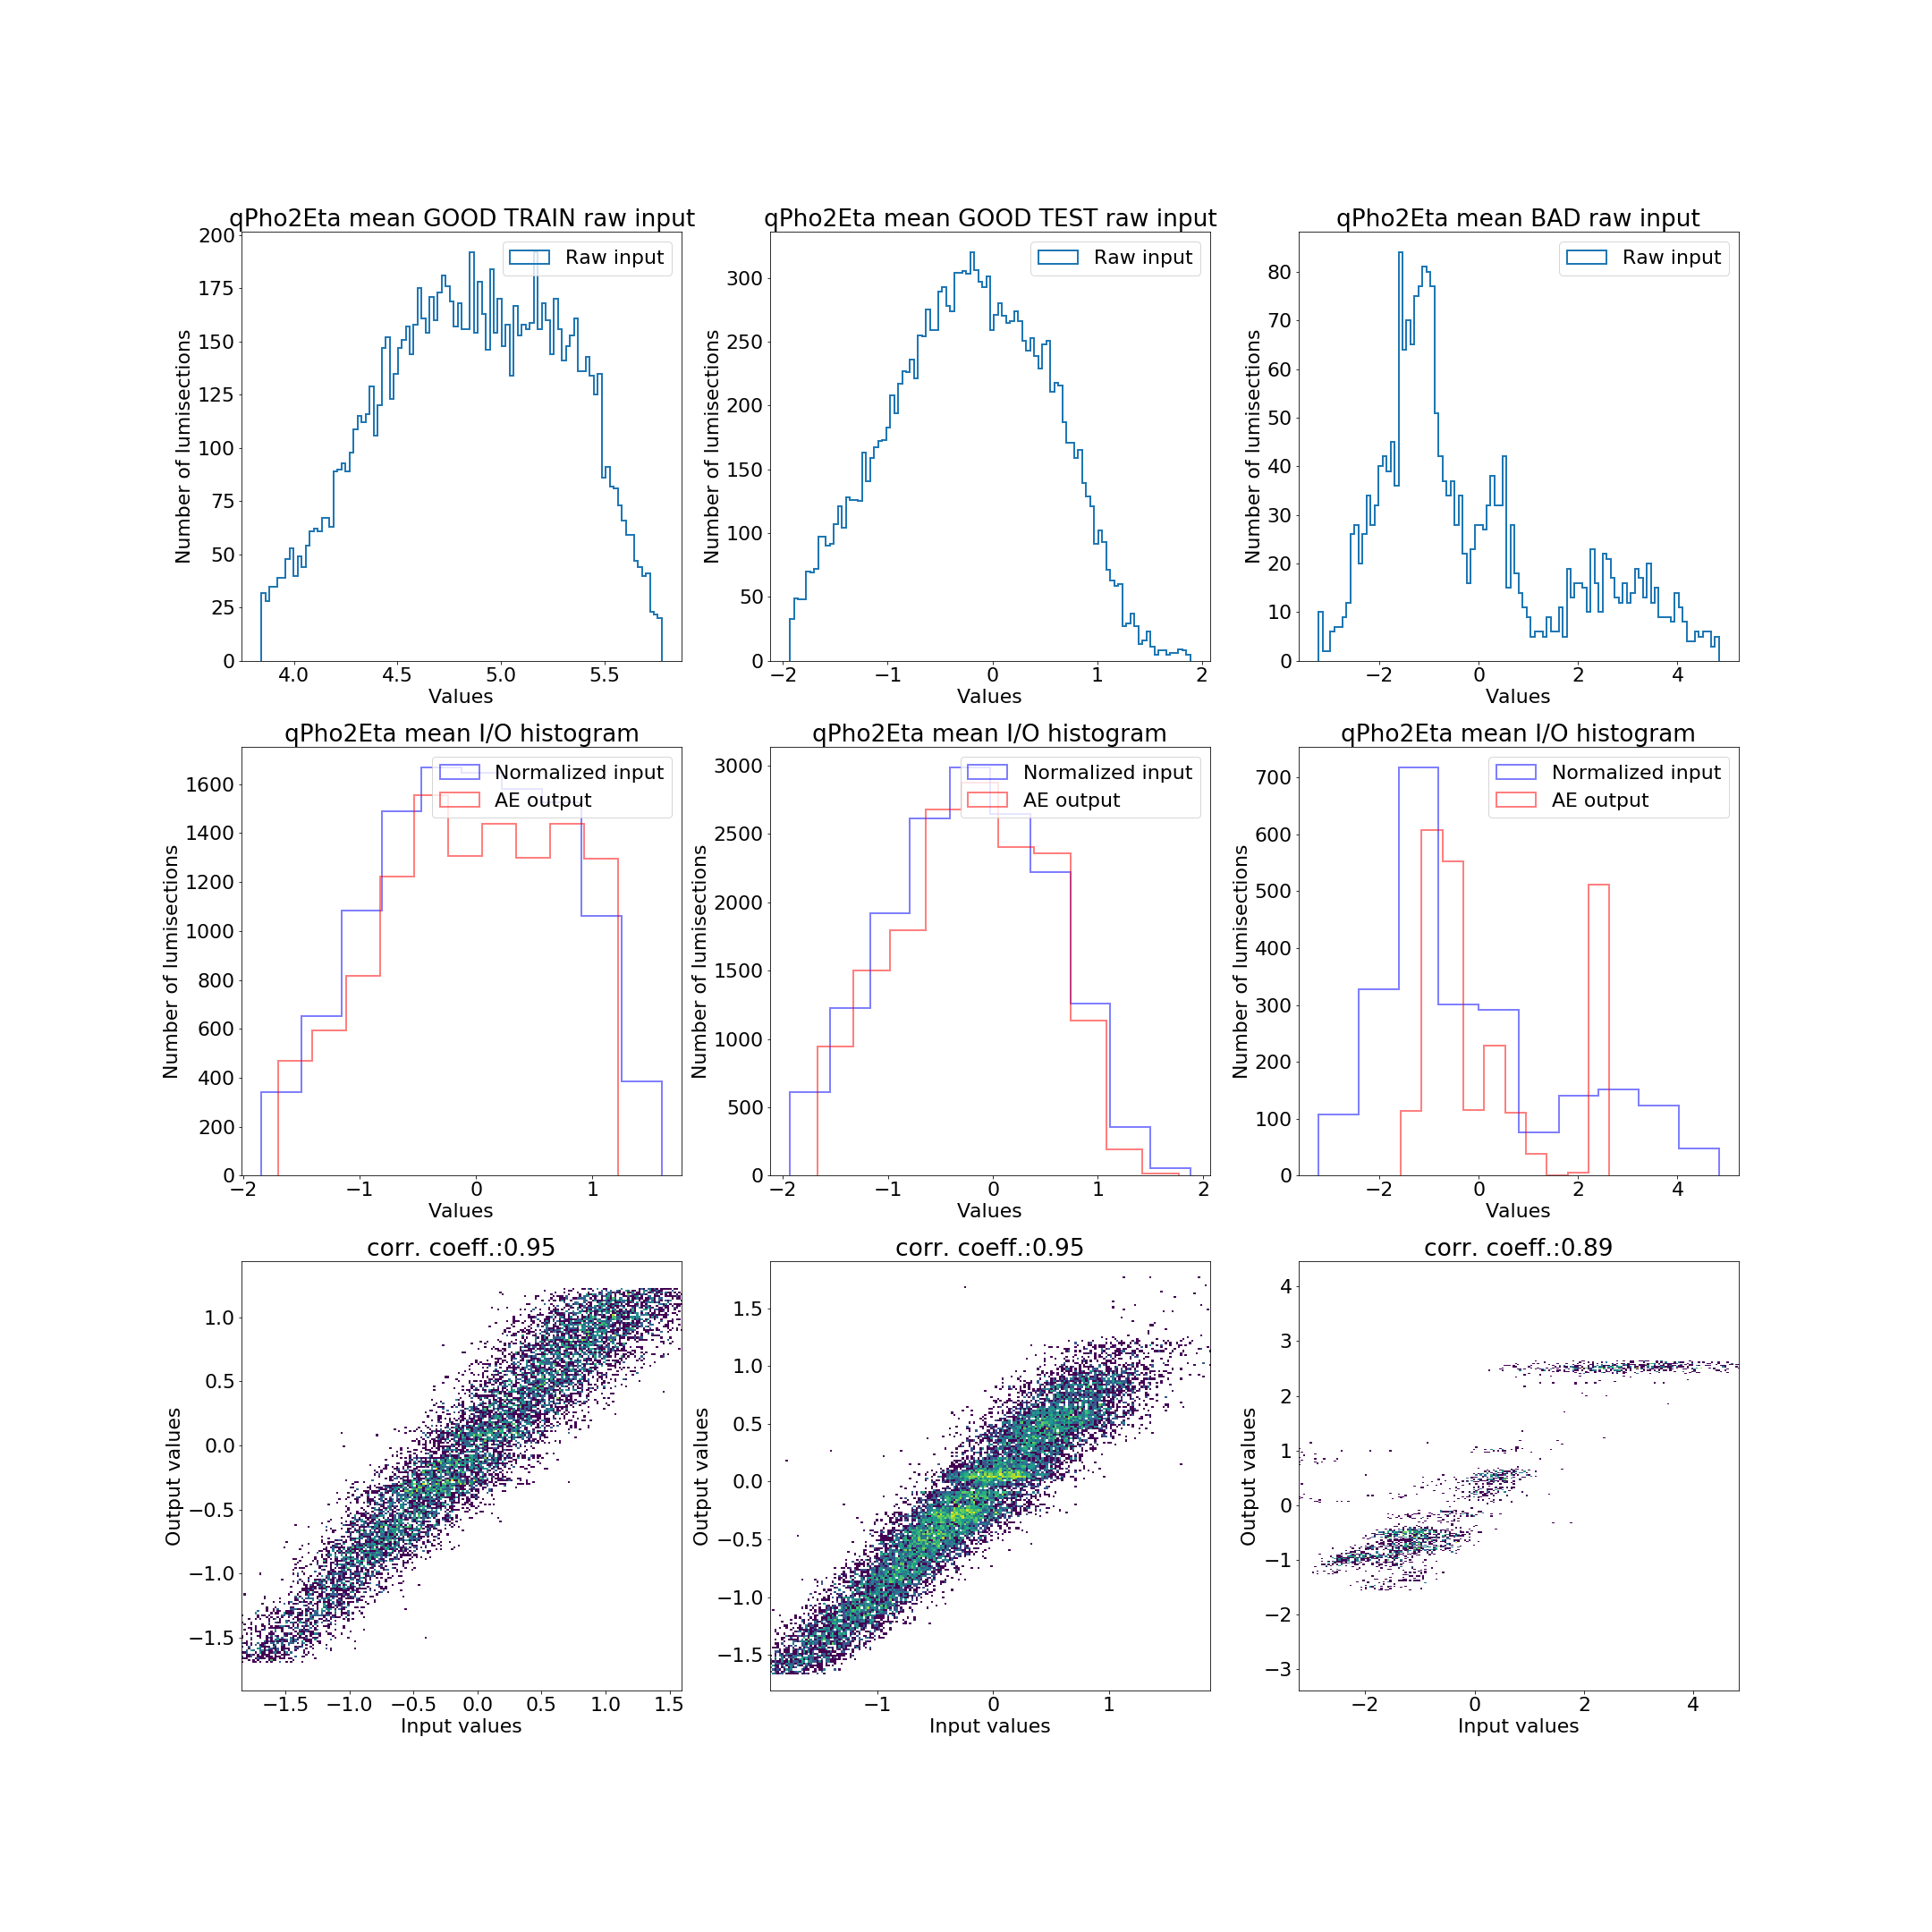 qPho2Eta mean GOOD TRAIN raw input
Raw input
200
175
150
125
100
75
50
25
0
4.0 4.5 5.0 5.5
Number of lumisections
Values
qPho2Eta mean GOOD TEST raw input
Raw input
300
250
200
150
100
50
0
−2 −1 0 1 2
Number of lumisections
Values
qPho2Eta mean BAD raw input
Raw input
80
70
60
50
40
30
20
10
0
−2 0 2 4
Number of lumisections
Values
qPho2Eta mean I/O histogram
Normalized input
AE output
1600
1400
1200
1000
800
600
400
200
0
−2 −1 0 1
Number of lumisections
Values
qPho2Eta mean I/O histogram
Normalized input
AE output
3000
2500
2000
1500
1000
500
0
−2 −1 0 1 2
Number of lumisections
Values
qPho2Eta mean I/O histogram
Normalized input
AE output
700
600
500
400
300
200
100
0
−2 0 2 4
Number of lumisections
Values
corr. coeff.:0.95
1.0
0.5
0.0
−0.5
−1.0
−1.5
−1.5 −1.0 −0.5 0.0 0.5 1.0 1.5
Output values
Input values
corr. coeff.:0.95
1.5
1.0
0.5
0.0
−0.5
−1.0
−1.5
−1 0 1
Output values
Input values
corr. coeff.:0.89
4
3
2
1
0
−1
−2
−3
−2 0 2 4
Output values
Input values